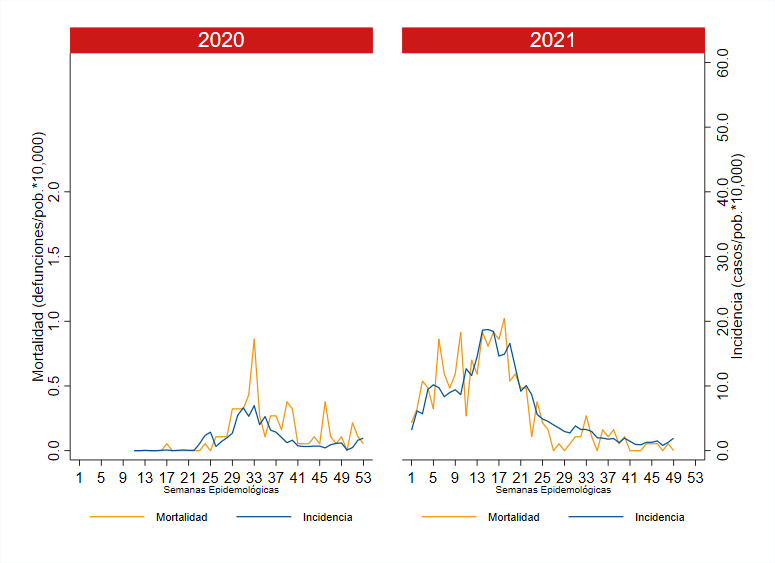 2020
2021
Mortalidad (defunciones/pob.*10,000)
0.0 0.5 1.0 1.5 2.0
Incidencia (casos/pob.*10,000)
0.0 10.0 20.0 30.0 40.0 50.0 60.0
1 5 9 13 17 21 25 29 33 37 41 45 49 53
Semanas Epidemológicas
1 5 9 13 17 21 25 29 33 37 41 45 49 53
Semanas Epidemológicas
Mortalidad Incidencia
Mortalidad Incidencia